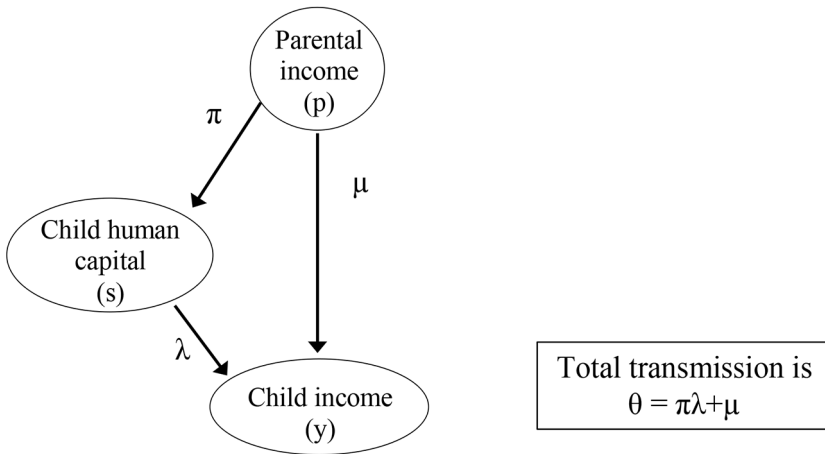 Parental
income
(p)
π
μ
Child human
capital
(s)
λ
Child income
(y)
Total transmission is
θ = πλ+μ